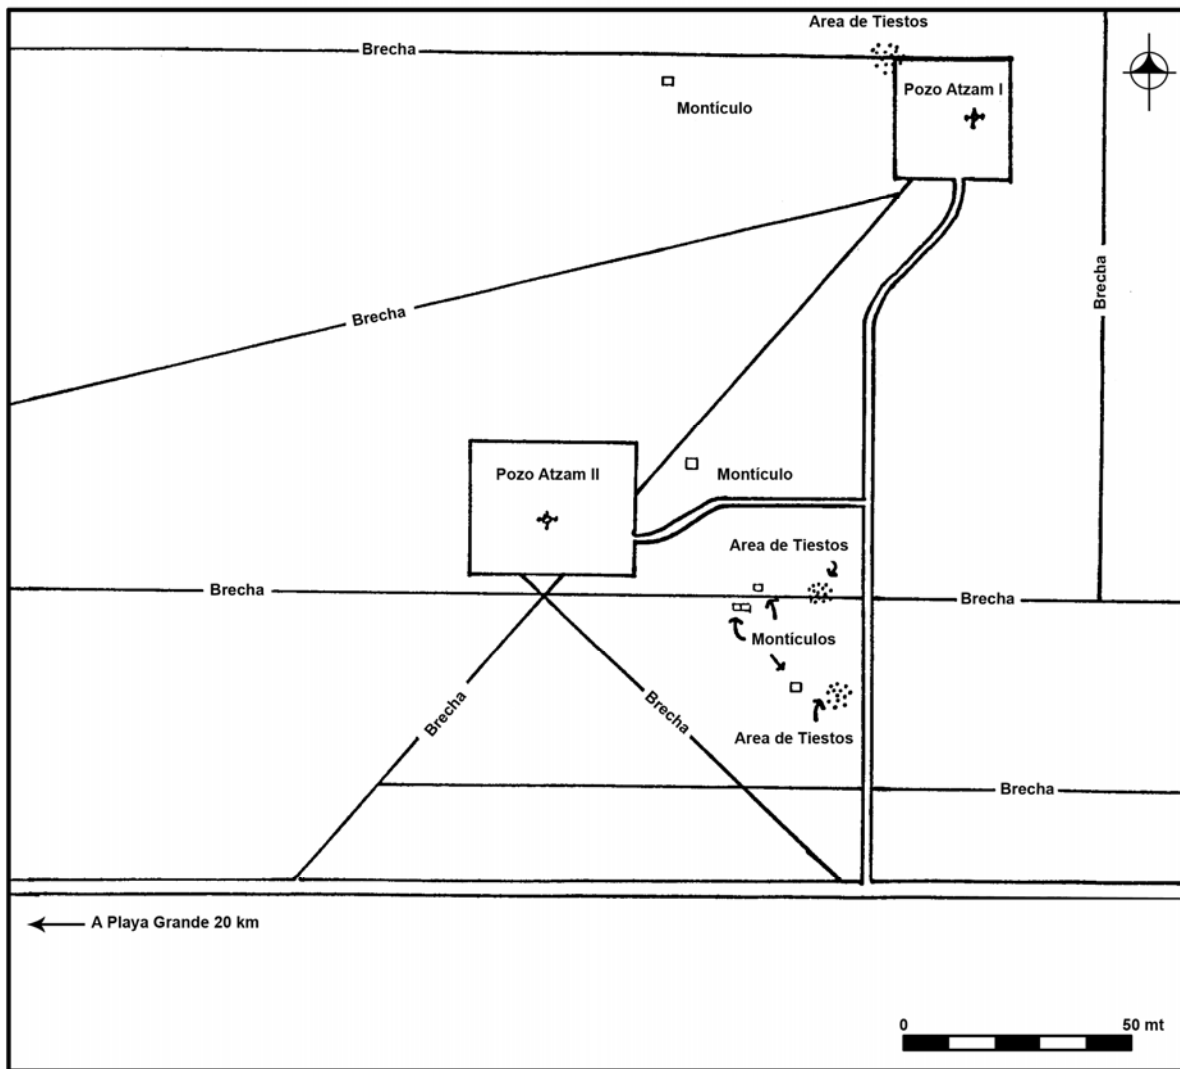 Area de Tiestos
Brecha
Pozo Atzam I
Montículo
Brecha
Brecha
Pozo Atzam II
Montículo
Area de Tiestos
Brecha
Brecha
Montículos
Brecha
Brecha
Area de Tiestos
Brecha
A Playa Grande 20 km
0 50 mt